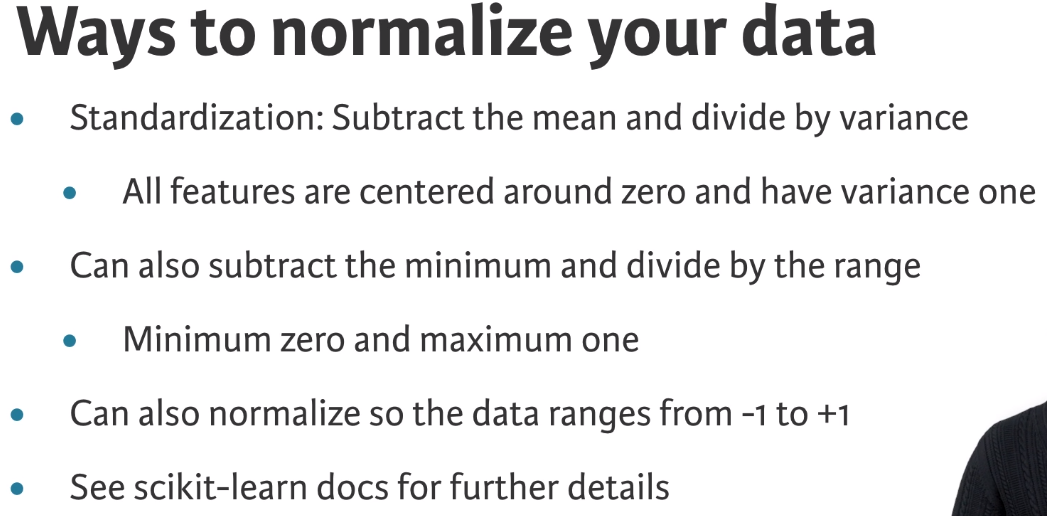 Ways to normalize your data
• Standardization: Subtract the mean and divide by variance
• All features are centered around zero and have variance one
• Can also subtract the minimum and divide by the range
• Minimum zero and maximum one
• Can also normalize so the data ranges from -1 to +1
• See scikit-learn docs for further details